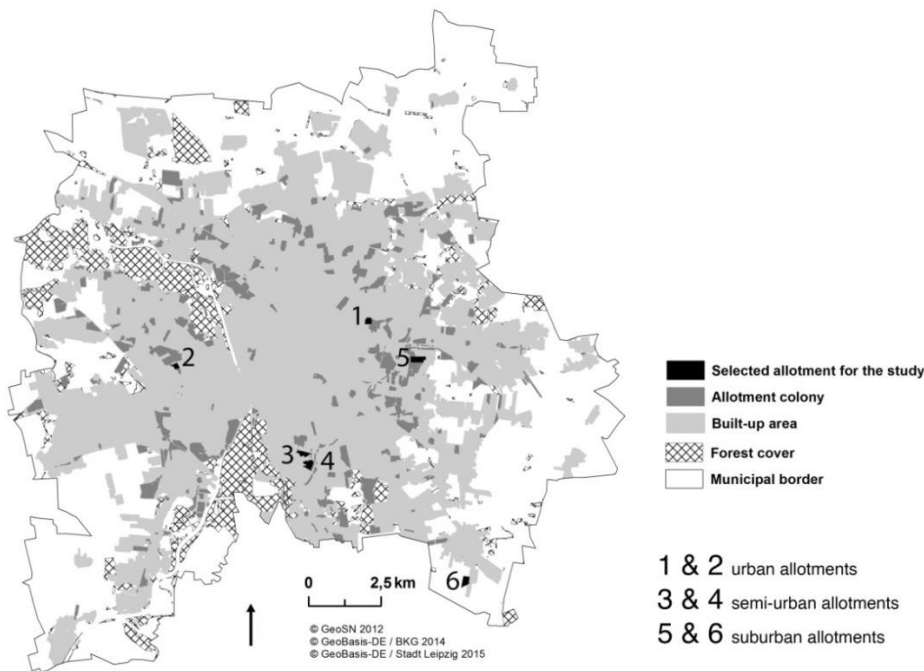 1
2
5
3
4
6
0 2,5 km
© GeoSN 2012
© GeoBasis-DE / BKG 2014
© GeoBasis-DE / Stadt Leipzig 2015
Selected allotment for the study
Allotment colony
Built-up area
Forest cover
Municipal border
1 & 2 urban allotments
3 & 4 semi-urban allotments
5 & 6 suburban allotments